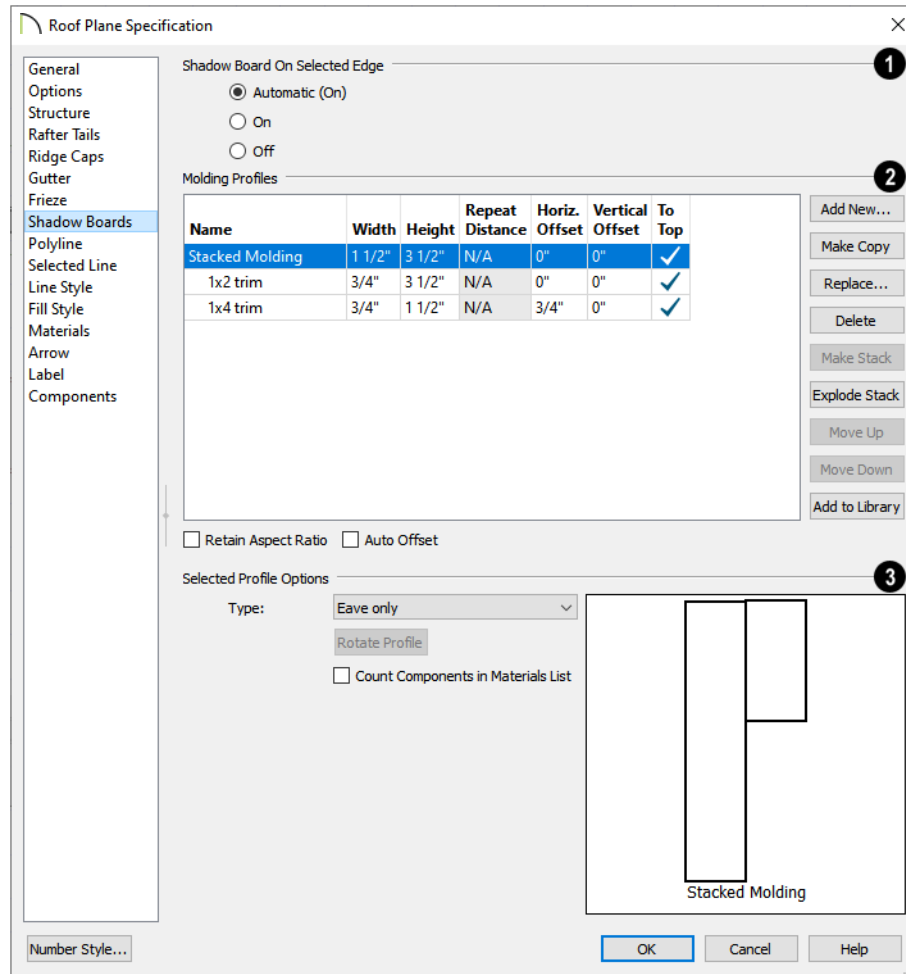 Roof Plane Specification
General
Options
Structure
Rafter Tails
Ridge Caps
Gutter
Frieze
Shadow Boards
Polyline
Selected Line
Line Style
Fill Style
Materials
Arrow
Label
Components
Shadow Board On Selected Edge
1
Automatic (On)
On
Off
Molding Profiles
2
Name Width Height Repeat Distance Horiz. Offset Vertical Offset To Top
Stacked Molding 1 1/2" 3 1/2" N/A 0" 0"
1x2 trim 3/4" 3 1/2" N/A 0" 0"
1x4 trim 3/4" 1 1/2" N/A 3/4" 0"
Add New...
Make Copy
Replace...
Delete
Make Stack
Explode Stack
Move Up
Move Down
Add to Library
Retain Aspect Ratio Auto Offset
Selected Profile Options
3
Type: Eave only
Rotate Profile
Count Components in Materials List
Stacked Molding
Number Style... OK Cancel Help